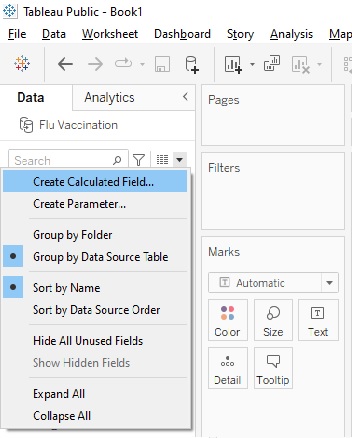 Tableau Public - Book1
File Data Worksheet Dashboard Story Analysis Map
Data Analytics
Pages
Flu Vaccination
Search
Filters
Create Calculated Field...
Create Parameter...
Group by Folder
Group by Data Source Table
Sort by Name
Sort by Data Source Order
Hide All Unused Fields
Show Hidden Fields
Expand All
Collapse All
Marks
T Automatic
Color Size Text
Detail Tooltip